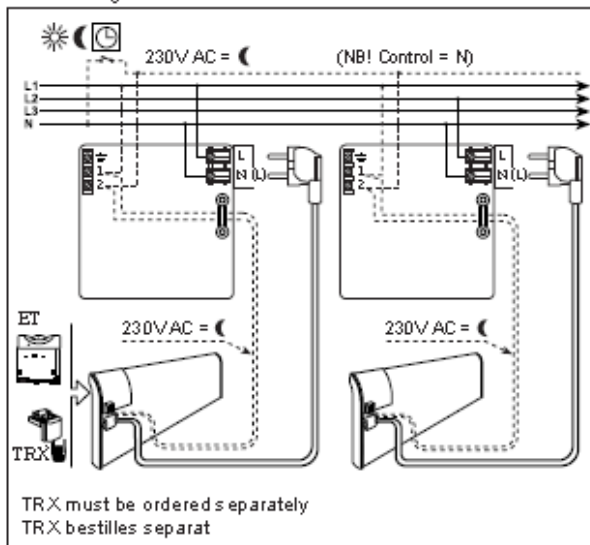 230V AC = (NB! Control = N)
L1
L2
L3
N
L L
1 N (L) 1 N (L)
2 2
ET 230V AC = 230V AC =
TRX
TRX must be ordered separately
TRX bestilles separat